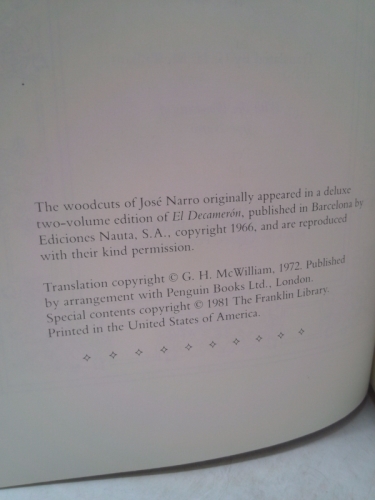 The woodcuts of José Narro originally appeared in a deluxe
two-volume edition of El Decamerón, published in Barcelona by
Ediciones Nauta, S.A., copyright 1966, and are reproduced
with their kind permission.
Translation copyright © G. H. McWilliam, 1972. Published
by arrangement with Penguin Books Ltd., London.
Special contents copyright © 1981 The Franklin Library.
Printed in the United States of America.